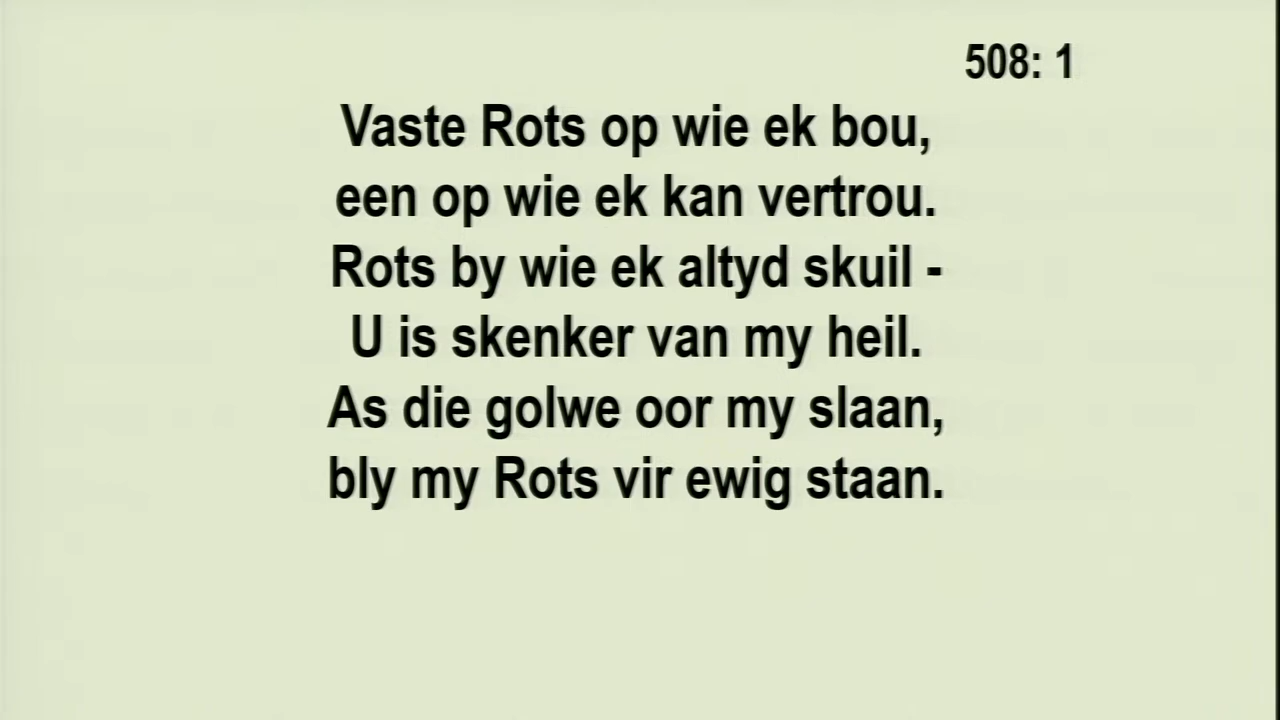 508: 1
Vaste Rots op wie ek bou,
een op wie ek kan vertrou.
Rots by wie ek altyd skuil -
U is skenker van my heil.
As die golwe oor my slaan,
bly my Rots vir ewig staan.